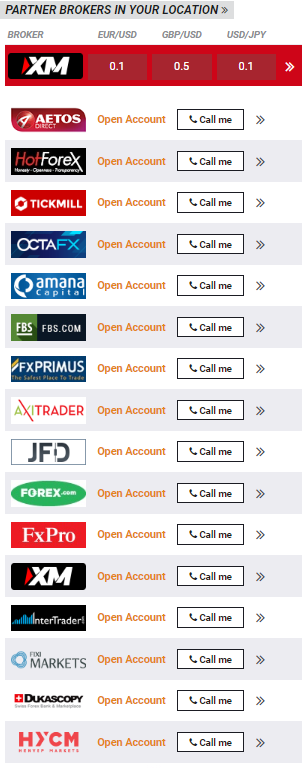 PARTNER BROKERS IN YOUR LOCATION »
BROKER EUR/USD GBP/USD USD/JPY
XM 0.1 0.5 0.1 »
AETOS DIRECT Open Account Call me »
HotForex Honesty - Openness - Transparency Open Account Call me »
TICKMILL Open Account Call me »
OCTAFX Open Account Call me »
amana Capital Open Account Call me »
FBS FBS.COM Open Account Call me »
FXPRIMUS The Safest Place To Trade Open Account Call me »
AXITRADER Open Account Call me »
JFD Open Account Call me »
FOREX.com Open Account Call me »
FxPro Open Account Call me »
XM Open Account Call me »
INTERTRADER Open Account Call me »
FIXI MARKETS Open Account Call me »
DUKASCOPY Swiss Forex Bank & Marketplace Open Account Call me »
HYCM HENYEP MARKETS Open Account Call me »